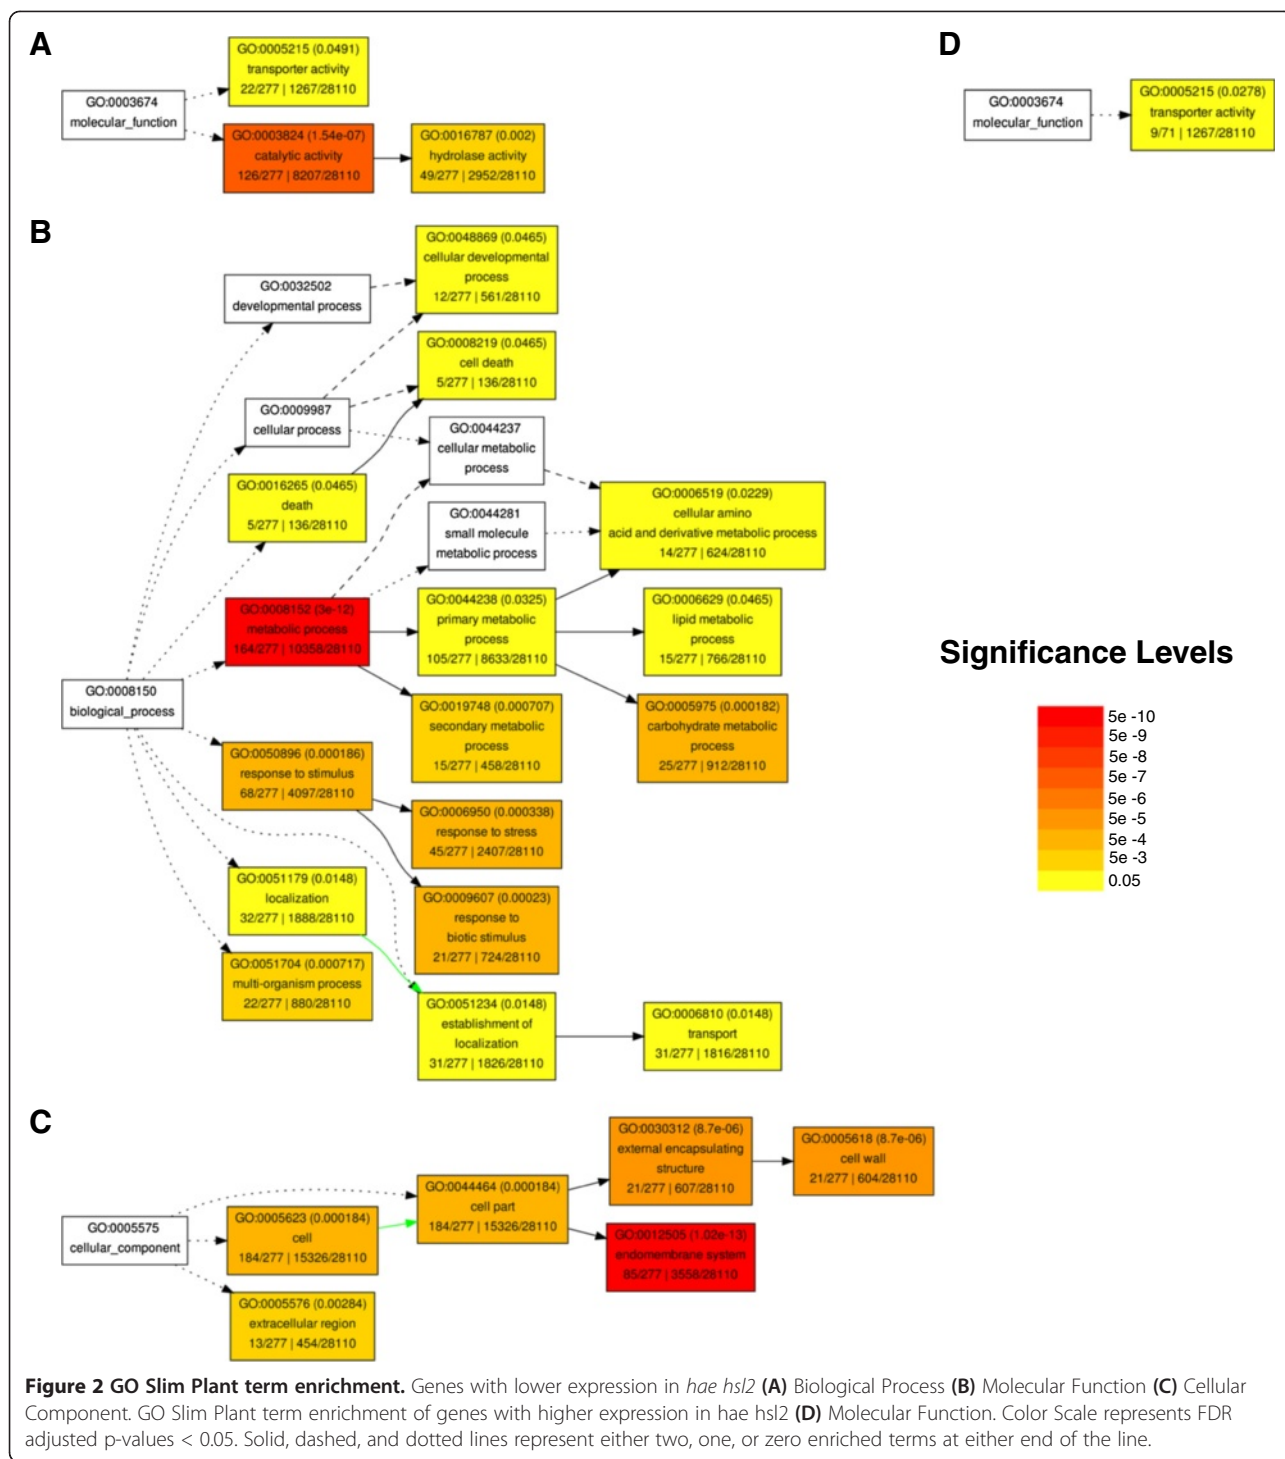 A
GO:0005215 (0.0491)
transporter activity
22/277 | 1267/28110
GO:0003674
molecular_function
GO:0003824 (1.54e-07)
catalytic activity
126/277 | 8207/28110
GO:0016787 (0.002)
hydrolase activity
49/277 | 2952/28110
D
GO:0003674
molecular_function
GO:0005215 (0.0278)
transporter activity
9/71 | 1267/28110
B
GO:0048869 (0.0465)
cellular developmental
process
12/277 | 561/28110
GO:0032502
developmental process
GO:0008219 (0.0465)
cell death
5/277 | 136/28110
GO:0009987
cellular process
GO:0044237
cellular metabolic
process
GO:0016265 (0.0465)
death
5/277 | 136/28110
GO:0006519 (0.0229)
cellular amino
acid and derivative metabolic process
14/277 | 624/28110
GO:0044281
small molecule
metabolic process
GO:0008152 (3e-12)
metabolic process
164/277 | 10358/28110
GO:0044238 (0.0325)
primary metabolic
process
105/277 | 8633/28110
GO:0006629 (0.0465)
lipid metabolic
process
15/277 | 766/28110
GO:0008150
biological_process
GO:0019748 (0.000707)
secondary metabolic
process
15/277 | 458/28110
GO:0005975 (0.000182)
carbohydrate metabolic
process
25/277 | 912/28110
GO:0050896 (0.000186)
response to stimulus
68/277 | 4097/28110
GO:0006950 (0.000338)
response to stress
45/277 | 2407/28110
GO:0051179 (0.0148)
localization
32/277 | 1888/28110
GO:0009607 (0.00023)
response to
biotic stimulus
21/277 | 724/28110
GO:0051704 (0.000717)
multi-organism process
22/277 | 880/28110
GO:0051234 (0.0148)
establishment of
localization
31/277 | 1826/28110
GO:0006810 (0.0148)
transport
31/277 | 1816/28110
Significance Levels
5e -10
5e -9
5e -8
5e -7
5e -6
5e -5
5e -4
5e -3
0.05
C
GO:0030312 (8.7e-06)
external encapsulating
structure
21/277 | 607/28110
GO:0005618 (8.7e-06)
cell wall
21/277 | 604/28110
GO:0044464 (0.000184)
cell part
184/277 | 15326/28110
GO:0005575
cellular_component
GO:0005623 (0.000184)
cell
184/277 | 15326/28110
GO:0012505 (1.02e-13)
endomembrane system
85/277 | 3558/28110
GO:0005576 (0.00284)
extracellular region
13/277 | 454/28110
Figure 2 GO Slim Plant term enrichment. Genes with lower expression in hae hsl2 (A) Biological Process (B) Molecular Function (C) Cellular
Component. GO Slim Plant term enrichment of genes with higher expression in hae hsl2 (D) Molecular Function. Color Scale represents FDR
adjusted p-values < 0.05. Solid, dashed, and dotted lines represent either two, one, or zero enriched terms at either end of the line.